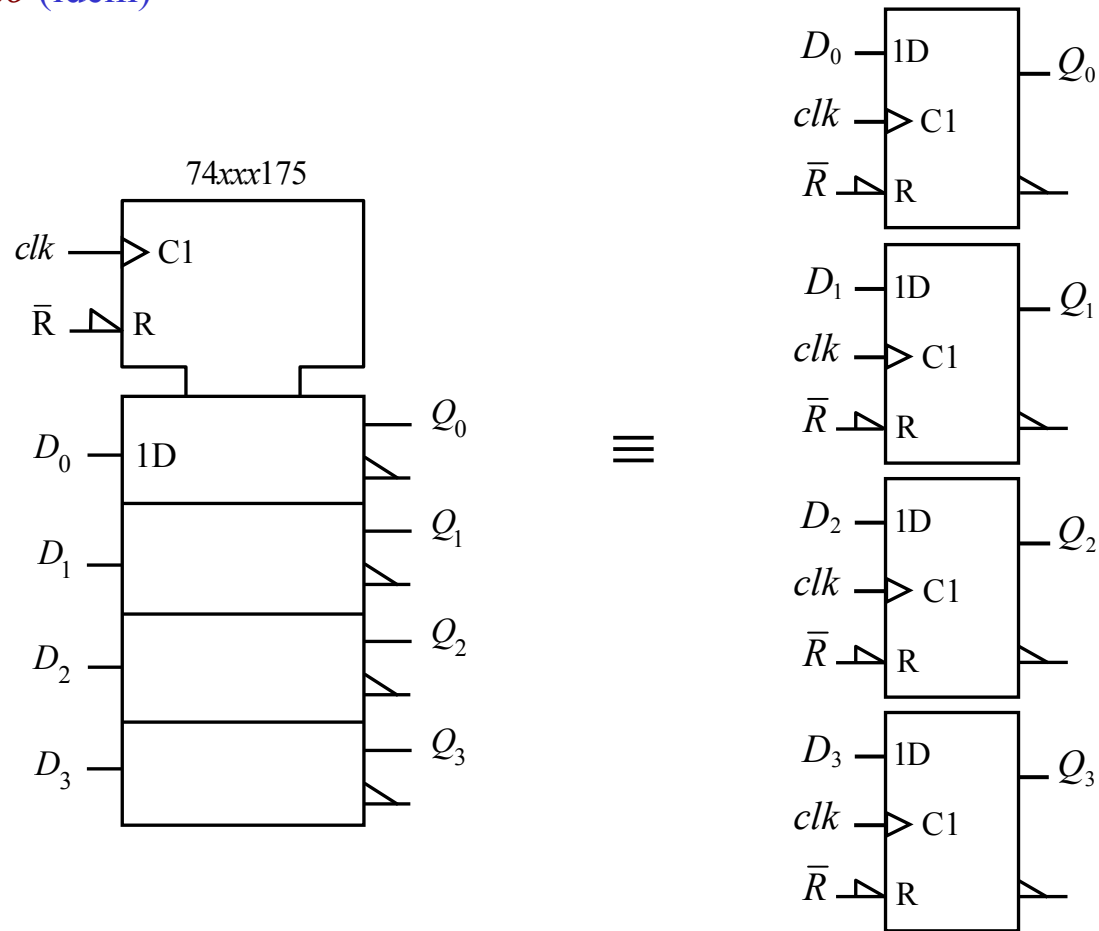 (idem)
74xxx175
clk C1
R̅ R
D₀ 1D Q₀
D₁ Q₁
D₂ Q₂
D₃ Q₃
≡
D₀ 1D Q₀
clk C1
R̅ R
D₁ 1D Q₁
clk C1
R̅ R
D₂ 1D Q₂
clk C1
R̅ R
D₃ 1D Q₃
clk C1
R̅ R